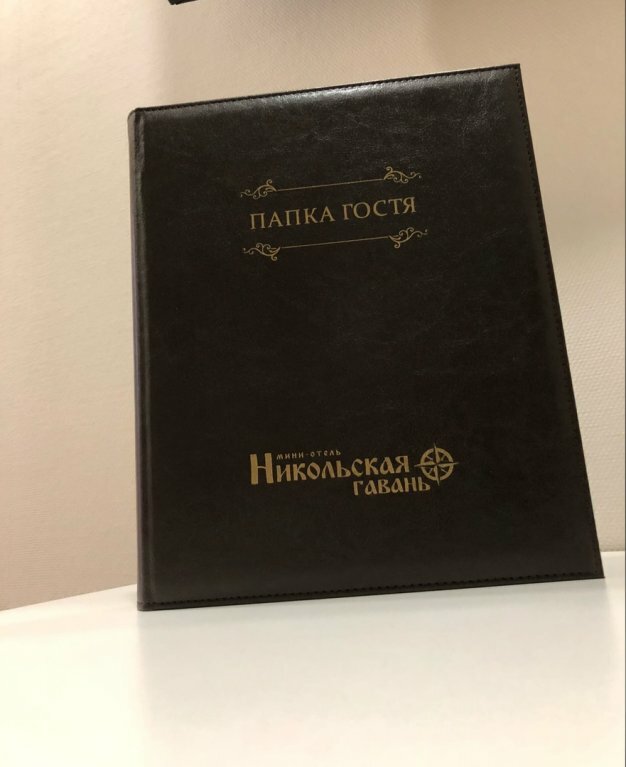 ПАПКА ГОСТЯ
мини-отель
Никольская
гавань